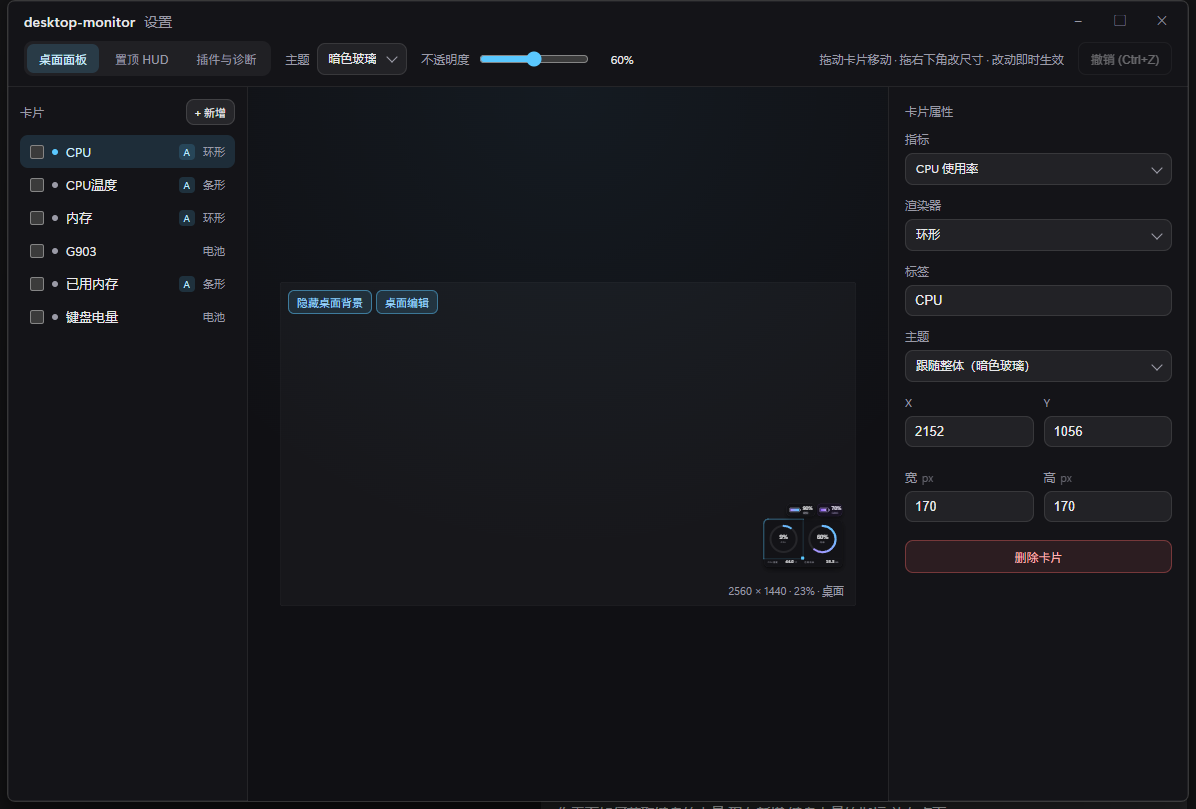 desktop-monitor 设置
桌面面板 置顶 HUD 插件与诊断 主题 暗色玻璃 不透明度 60% 拖动卡片移动 · 拖右下角改尺寸 · 改动即时生效 撤销 (Ctrl+Z)
卡片 + 新增
CPU A 环形
CPU温度 A 条形
内存 A 环形
G903 电池
已用内存 A 条形
键盘电量 电池
隐藏桌面背景 桌面编辑
9% 60%
2560 × 1440 · 23% · 桌面
卡片属性
指标
CPU 使用率
渲染器
环形
标签
CPU
主题
跟随整体（暗色玻璃）
X Y
2152 1056
宽 px 高 px
170 170
删除卡片